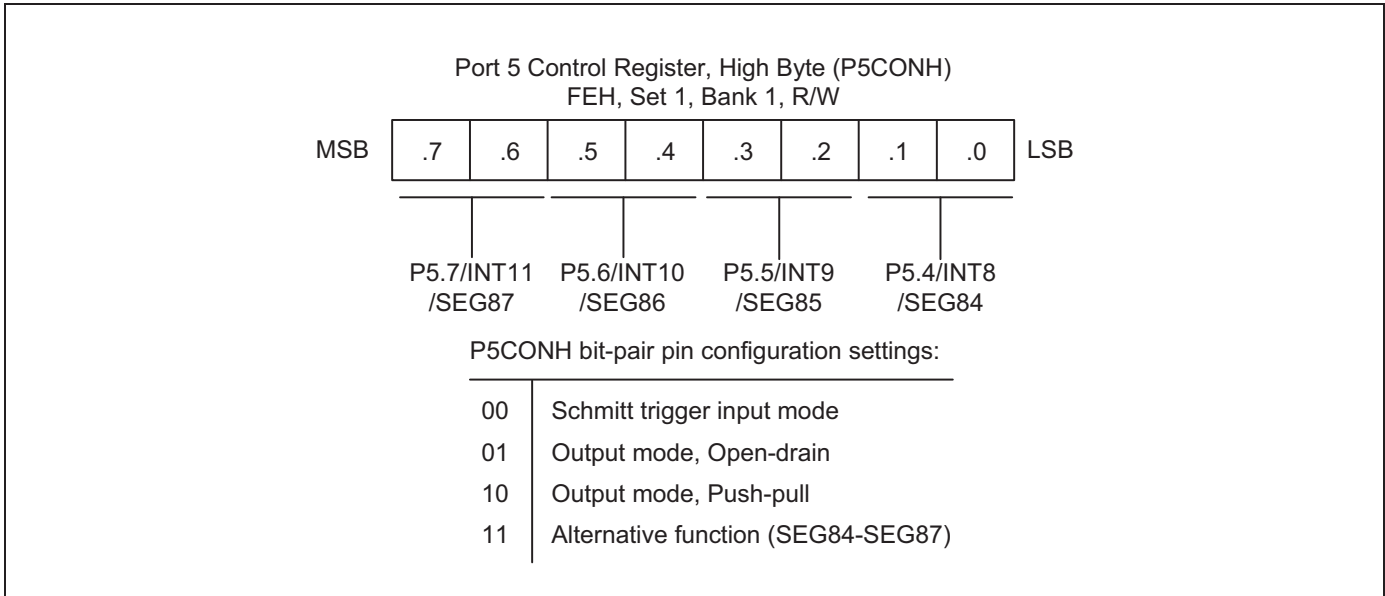 Port 5 Control Register, High Byte (P5CONH)
FEH, Set 1, Bank 1, R/W
MSB .7 .6 .5 .4 .3 .2 .1 .0 LSB
P5.7/INT11 P5.6/INT10 P5.5/INT9 P5.4/INT8
/SEG87 /SEG86 /SEG85 /SEG84
P5CONH bit-pair pin configuration settings:
00 Schmitt trigger input mode
01 Output mode, Open-drain
10 Output mode, Push-pull
11 Alternative function (SEG84-SEG87)